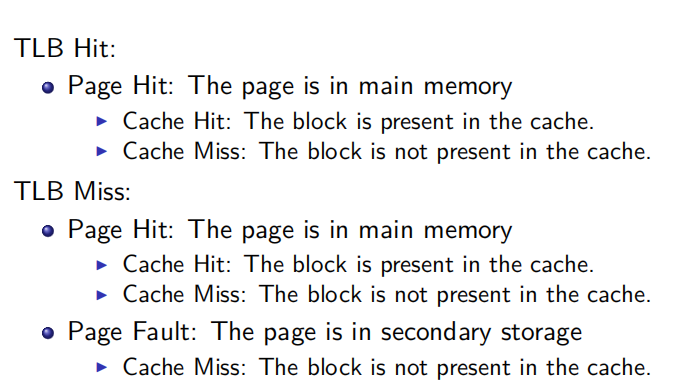 TLB Hit:
Page Hit: The page is in main memory
Cache Hit: The block is present in the cache.
Cache Miss: The block is not present in the cache.
TLB Miss:
Page Hit: The page is in main memory
Cache Hit: The block is present in the cache.
Cache Miss: The block is not present in the cache.
Page Fault: The page is in secondary storage
Cache Miss: The block is not present in the cache.